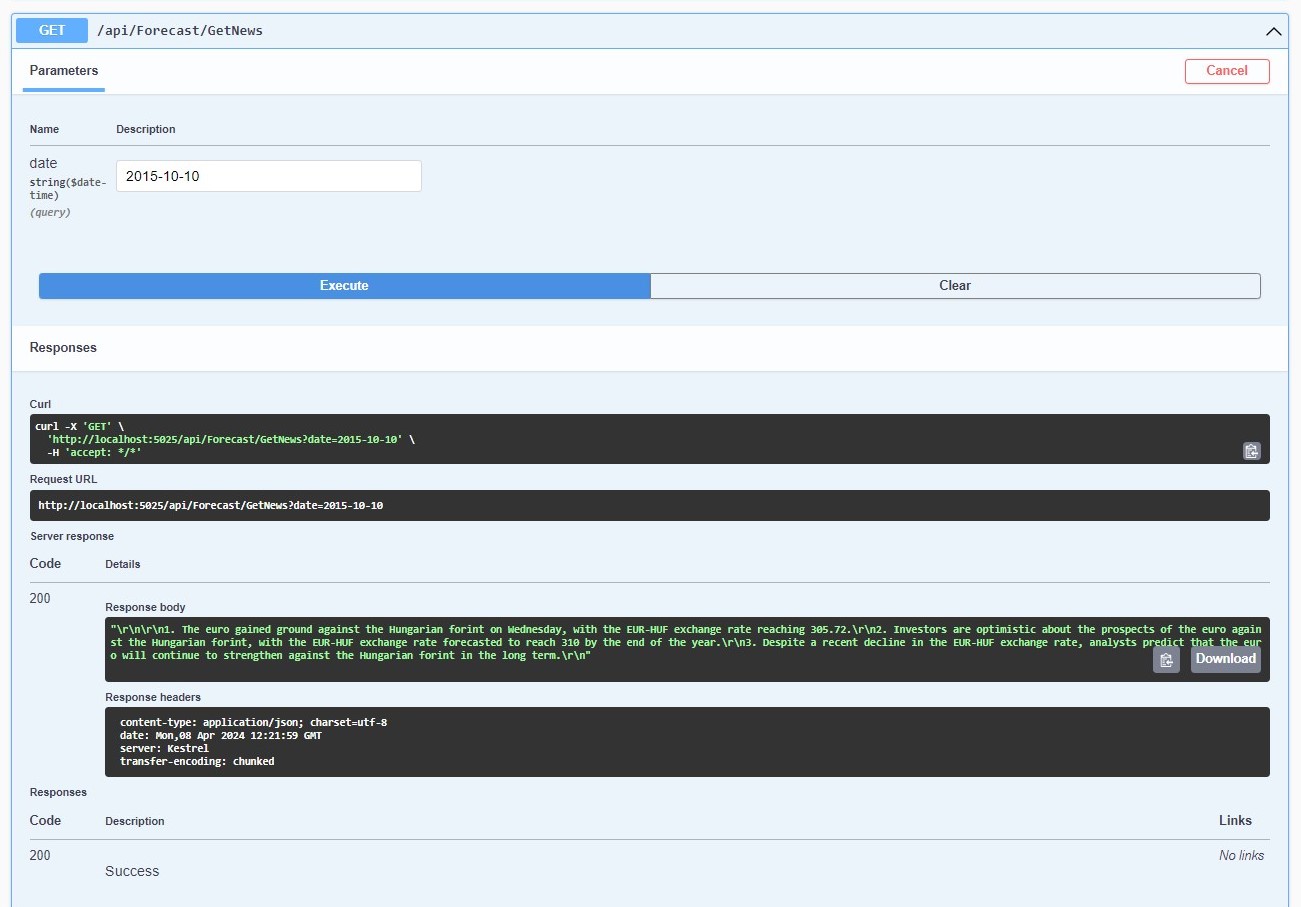 GET /api/Forecast/GetNews
Parameters
Cancel
Name Description
date
string($date-
time)
(query)
2015-10-10
Execute Clear
Responses
Curl
curl -X 'GET' \
'http://localhost:5025/api/Forecast/GetNews?date=2015-10-10' \
-H 'accept: */*'
Request URL
http://localhost:5025/api/Forecast/GetNews?date=2015-10-10
Server response
Code Details
200
Response body
"\r\n\r\n1. The euro gained ground against the Hungarian forint on Wednesday, with the EUR-HUF exchange rate reaching 305.72.\r\n2. Investors are optimistic about the prospects of the euro again
st the Hungarian forint, with the EUR-HUF exchange rate forecasted to reach 310 by the end of the year.\r\n3. Despite a recent decline in the EUR-HUF exchange rate, analysts predict that the eur
o will continue to strengthen against the Hungarian forint in the long term.\r\n"
Download
Response headers
content-type: application/json; charset=utf-8
date: Mon,08 Apr 2024 12:21:59 GMT
server: Kestrel
transfer-encoding: chunked
Responses
Code Description Links
200
Success
No links